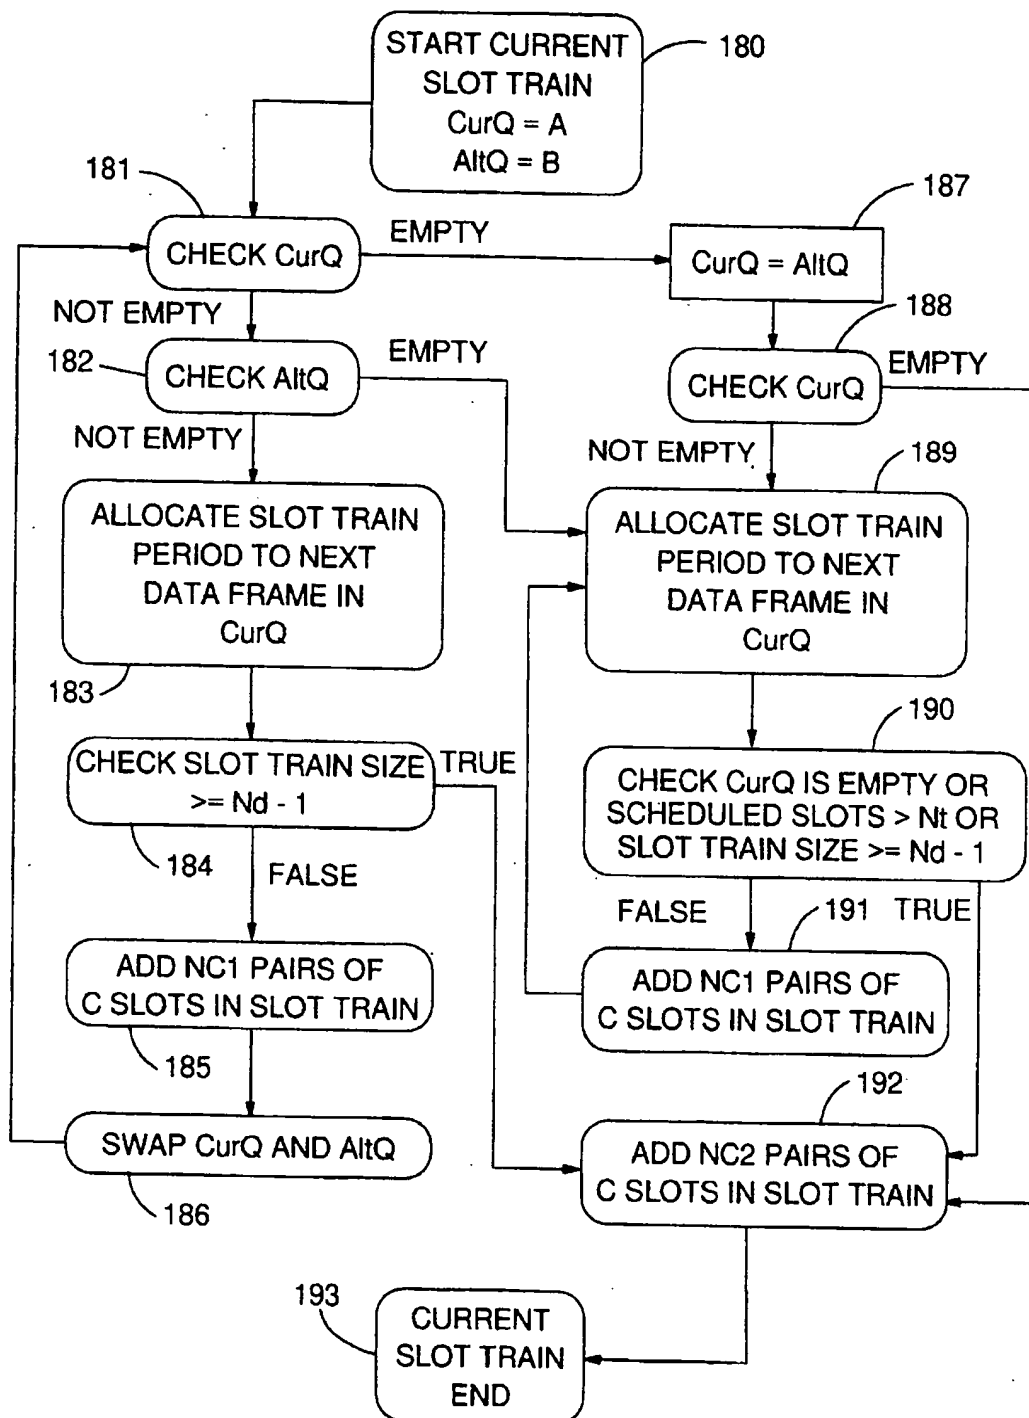 START CURRENT
SLOT TRAIN
CurQ = A
AltQ = B
180
181
CHECK CurQ
EMPTY
187
CurQ = AltQ
NOT EMPTY
188
182
CHECK AltQ
EMPTY
CHECK CurQ
EMPTY
NOT EMPTY
NOT EMPTY
189
ALLOCATE SLOT TRAIN
PERIOD TO NEXT
DATA FRAME IN
CurQ
183
ALLOCATE SLOT TRAIN
PERIOD TO NEXT
DATA FRAME IN
CurQ
190
CHECK SLOT TRAIN SIZE
>= Nd - 1
TRUE
184
FALSE
CHECK CurQ IS EMPTY OR
SCHEDULED SLOTS > Nt OR
SLOT TRAIN SIZE >= Nd - 1
FALSE
191
TRUE
ADD NC1 PAIRS OF
C SLOTS IN SLOT TRAIN
185
ADD NC1 PAIRS OF
C SLOTS IN SLOT TRAIN
192
SWAP CurQ AND AltQ
186
ADD NC2 PAIRS OF
C SLOTS IN SLOT TRAIN
193
CURRENT
SLOT TRAIN
END